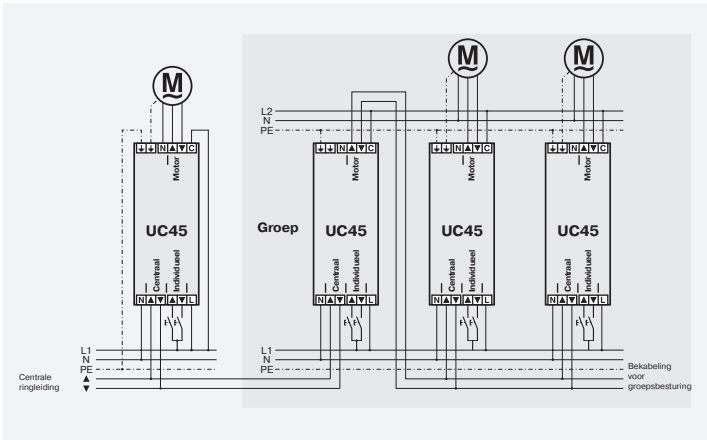 M
M
M
L2
N
PE
⏚ ⏚ N ▲ ▼ C
Motor
UC45
Centraal
Individueel
N ▲ ▼ ▲ ▼ L
Groep
⏚ ⏚ N ▲ ▼ C
Motor
UC45
Centraal
Individueel
N ▲ ▼ ▲ ▼ L
⏚ ⏚ N ▲ ▼ C
Motor
UC45
Centraal
Individueel
N ▲ ▼ ▲ ▼ L
⏚ ⏚ N ▲ ▼ C
Motor
UC45
Centraal
Individueel
N ▲ ▼ ▲ ▼ L
L1
N
PE
Centrale ▲
ringleiding ▼
L1
N
PE
Bekabeling
voor
groepsbesturing